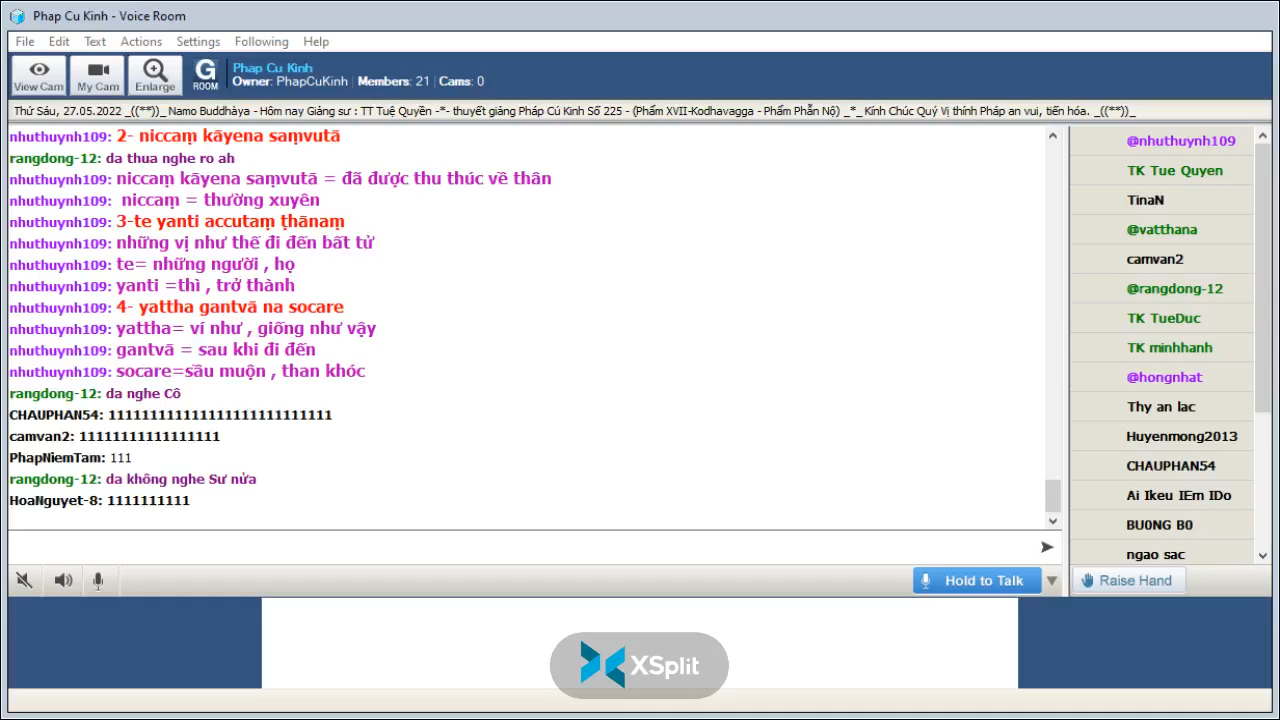 Phap Cu Kinh - Voice Room
File Edit Text Actions Settings Following Help
View Cam My Cam Enlarge G ROOM
Phap Cu Kinh
Owner: PhapCuKinh | Members: 21 | Cams: 0
Thứ Sáu, 27.05.2022 _((**))_ Namo Buddhàya - Hôm nay Giảng sư : TT Tuệ Quyền -*- thuyết giảng Pháp Cú Kinh Số 225 - (Phẩm XVII-Kodhavagga - Phẩm Phẫn Nộ) _*_ Kính Chúc Quý Vị thính Pháp an vui, tiến hóa. _((**))_
nhuthuynh109: 2- niccaṃ kāyena saṃvutā
rangdong-12: da thua nghe ro ah
nhuthuynh109: niccaṃ kāyena saṃvutā = đã được thu thúc về thân
nhuthuynh109: niccaṃ = thường xuyên
nhuthuynh109: 3-te yanti accutaṃ ṭhānaṃ
nhuthuynh109: những vị như thế đi đến bất tử
nhuthuynh109: te= những người , họ
nhuthuynh109: yanti =thì , trở thành
nhuthuynh109: 4- yattha gantvā na socare
nhuthuynh109: yattha= ví như , giống như vậy
nhuthuynh109: gantvā = sau khi đi đến
nhuthuynh109: socare=sầu muộn , than khóc
rangdong-12: da nghe Cô
CHAUPHAN54: 111111111111111111111111111
camvan2: 11111111111111111
PhapNiemTam: 111
rangdong-12: da không nghe Sư nửa
HoaNguyet-8: 1111111111
@nhuthuynh109
TK Tue Quyen
TinaN
@vatthana
camvan2
@rangdong-12
TK TueDuc
TK minhhanh
@hongnhat
Thy an lac
Huyenmong2013
CHAUPHAN54
Ai Ikeu IEm IDo
BU0NG B0
ngao sac
Hold to Talk
Raise Hand
XSplit